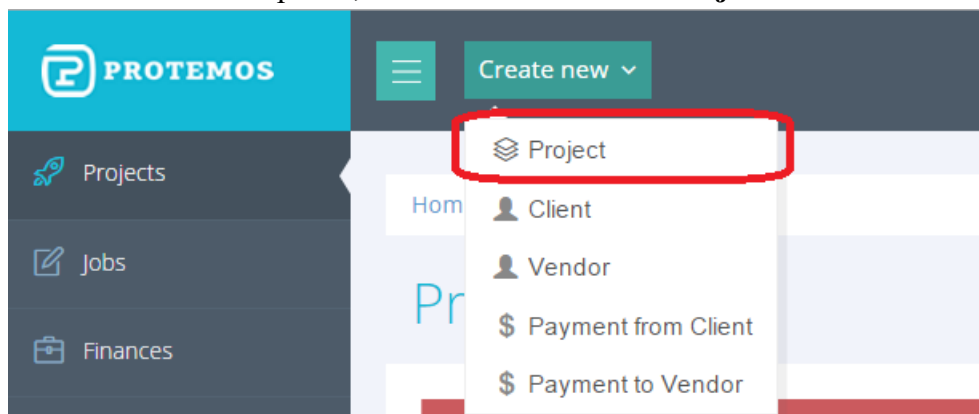 PROTEMOS
Create new
Project
Projects
Hom
Client
Jobs
Vendor
Pr
Payment from Client
Finances
$ Payment to Vendor